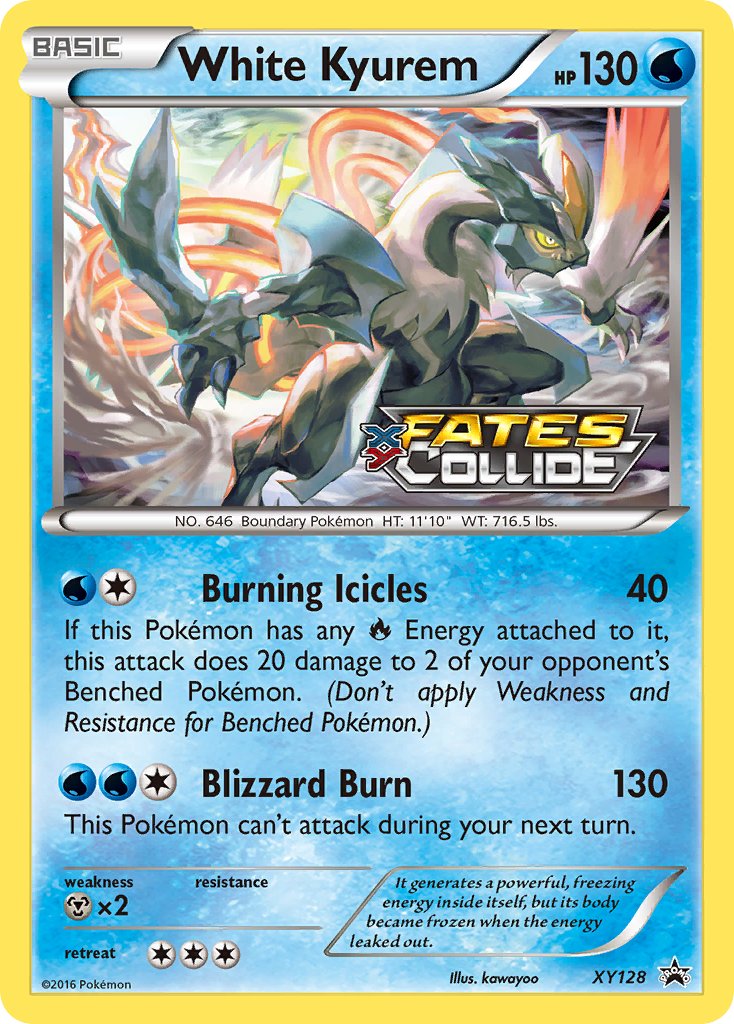 BASIC White Kyurem HP130
XY FATES
COLLIDE
NO. 646 Boundary Pokémon HT: 11'10" WT: 716.5 lbs.
Burning Icicles 40
If this Pokémon has any Energy attached to it,
this attack does 20 damage to 2 of your opponent's
Benched Pokémon. (Don't apply Weakness and
Resistance for Benched Pokémon.)
Blizzard Burn 130
This Pokémon can't attack during your next turn.
weakness resistance
×2
retreat
It generates a powerful, freezing
energy inside itself, but its body
became frozen when the energy
leaked out.
©2016 Pokémon Illus. kawayoo XY128 PROMO